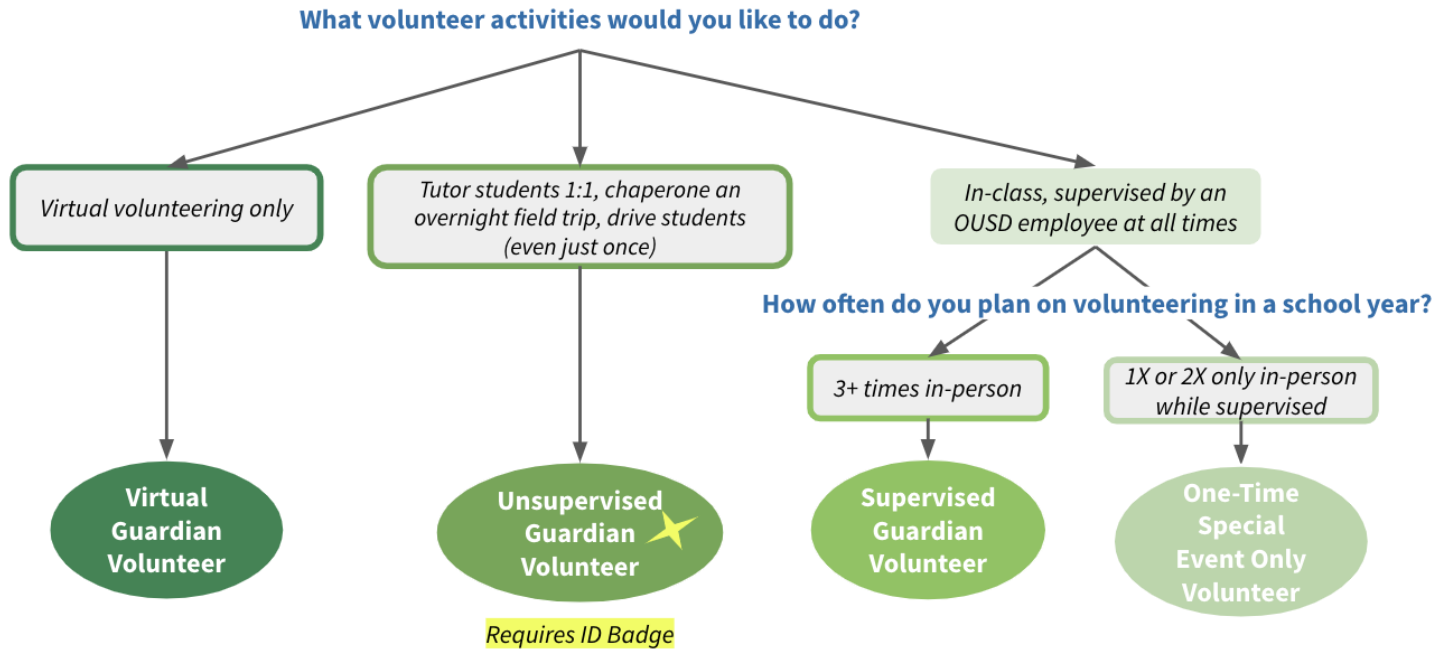 What volunteer activities would you like to do?
Virtual volunteering only
Tutor students 1:1, chaperone an
overnight field trip, drive students
(even just once)
In-class, supervised by an
OUSD employee at all times
How often do you plan on volunteering in a school year?
3+ times in-person
1X or 2X only in-person
while supervised
Virtual
Guardian
Volunteer
Unsupervised
Guardian
Volunteer
Supervised
Guardian
Volunteer
One-Time
Special
Event Only
Volunteer
Requires ID Badge